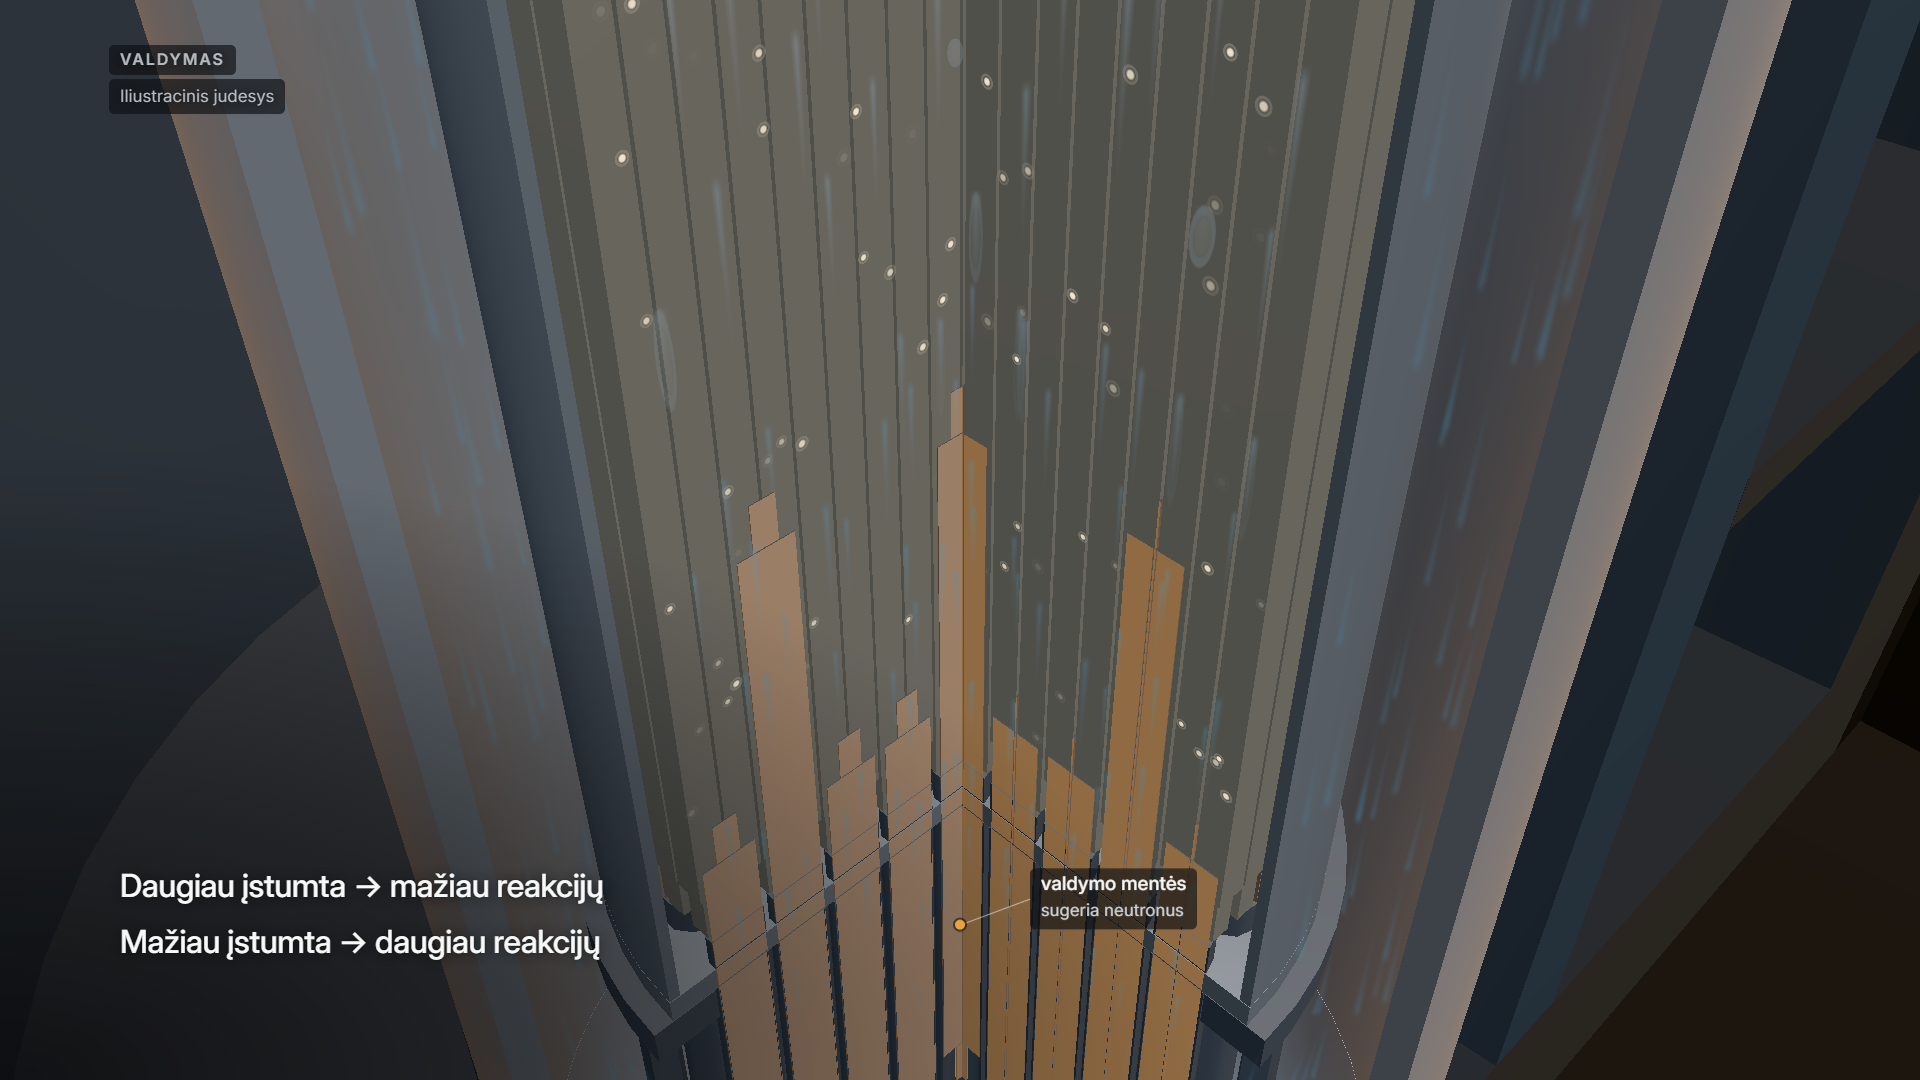 VALDYMAS
Iliustracinis judesys
Daugiau įstumta → mažiau reakcijų
Mažiau įstumta → daugiau reakcijų
valdymo mentės
sugeria neutronus